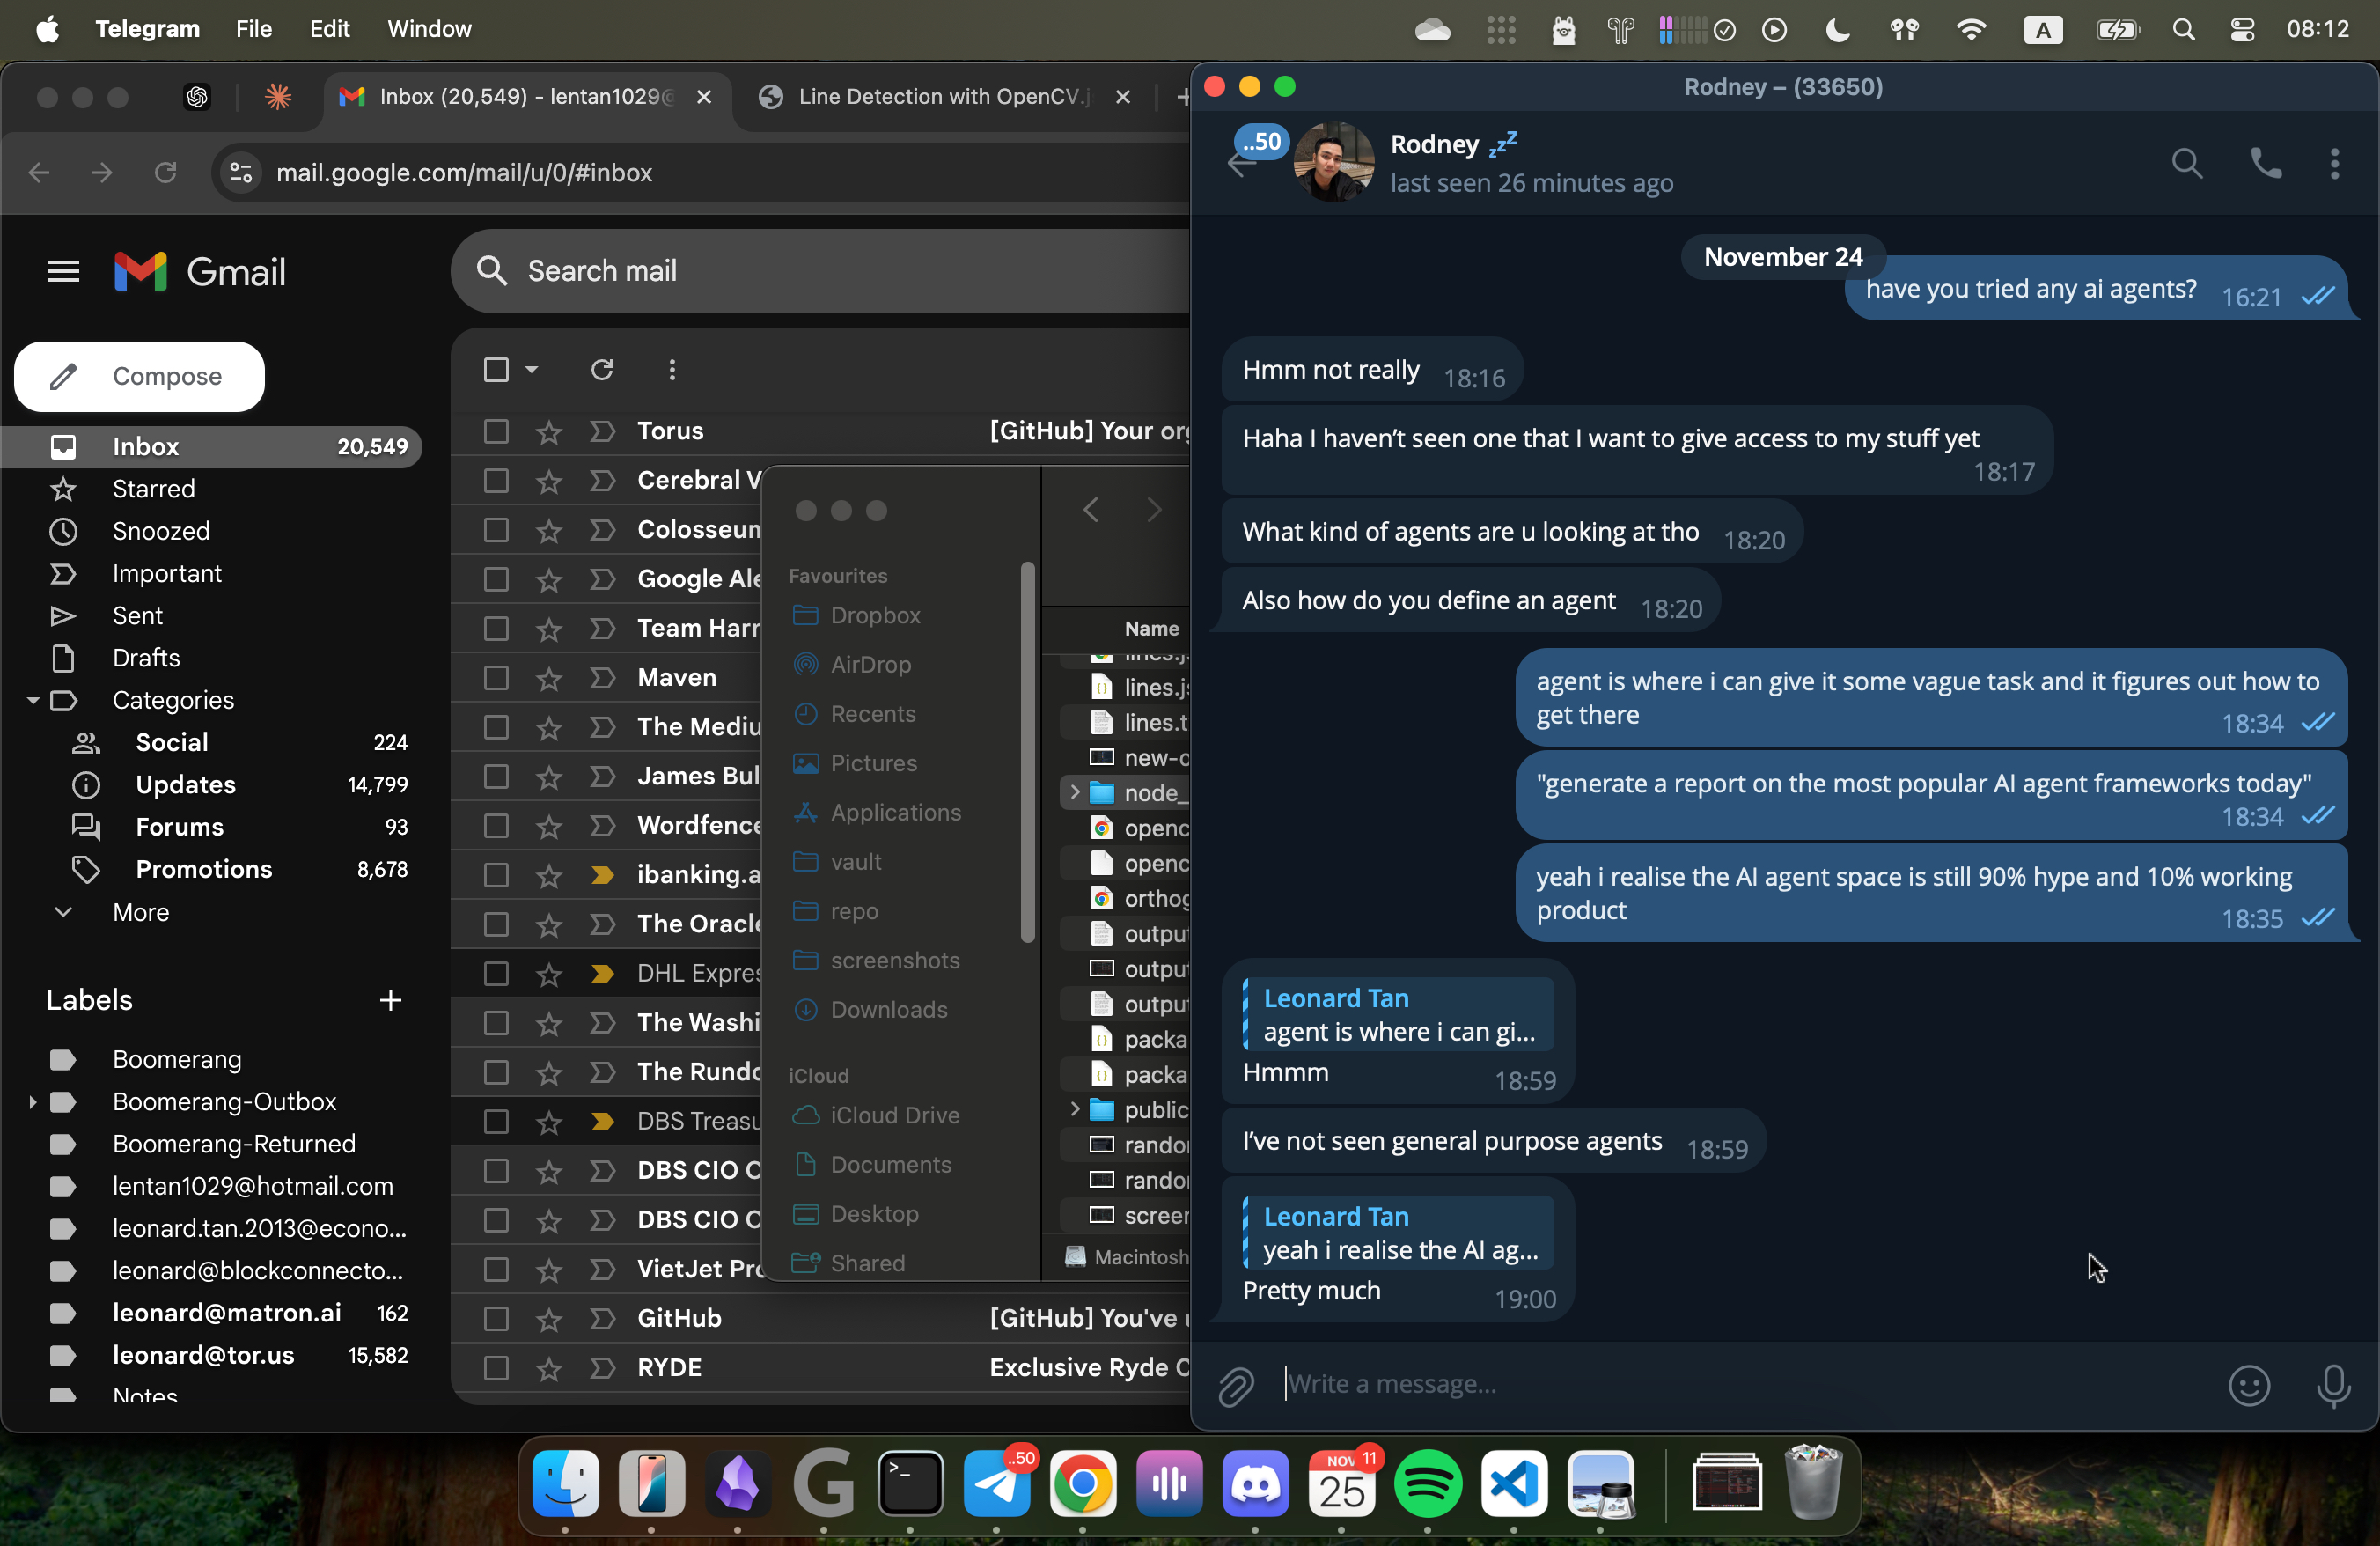 Telegram File Edit Window
A
08:12
Inbox (20,549) - lentan1029@
Line Detection with OpenCV.j
mail.google.com/mail/u/0/#inbox
Gmail
Search mail
Compose
Inbox 20,549
Starred
Snoozed
Important
Sent
Drafts
Categories
Social 224
Updates 14,799
Forums 93
Promotions 8,678
More
Labels
Boomerang
Boomerang-Outbox
Boomerang-Returned
lentan1029@hotmail.com
leonard.tan.2013@econo...
leonard@blockconnecto...
leonard@matron.ai 162
leonard@tor.us 15,582
Notes
Torus [GitHub] Your org
Cerebral V
Colosseum
Google Ale
Team Harr
Maven
The Mediu
James Bul
Wordfence
ibanking.a
The Oracle
DHL Expres
The Washi
The Rundo
DBS Treasu
DBS CIO
DBS CIO
VietJet Pro
GitHub [GitHub] You've u
RYDE Exclusive Ryde
Favourites
Dropbox
AirDrop
Recents
Pictures
Applications
vault
repo
screenshots
Downloads
iCloud
iCloud Drive
Documents
Desktop
Shared
Name
lines.j
lines.js
lines.t
new-c
node_
openc
openc
orthog
output
output
output
packa
packa
public
randor
randor
screer
Macintosh
Rodney – (33650)
..50
Rodney zzZ
last seen 26 minutes ago
November 24
have you tried any ai agents? 16:21
Hmm not really 18:16
Haha I haven’t seen one that I want to give access to my stuff yet
18:17
What kind of agents are u looking at tho 18:20
Also how do you define an agent 18:20
agent is where i can give it some vague task and it figures out how to
get there
18:34
"generate a report on the most popular AI agent frameworks today"
18:34
yeah i realise the AI agent space is still 90% hype and 10% working
product
18:35
Leonard Tan
agent is where i can gi...
Hmmm 18:59
I’ve not seen general purpose agents 18:59
Leonard Tan
yeah i realise the AI ag...
Pretty much 19:00
Write a message...
..50
NOV 11
25